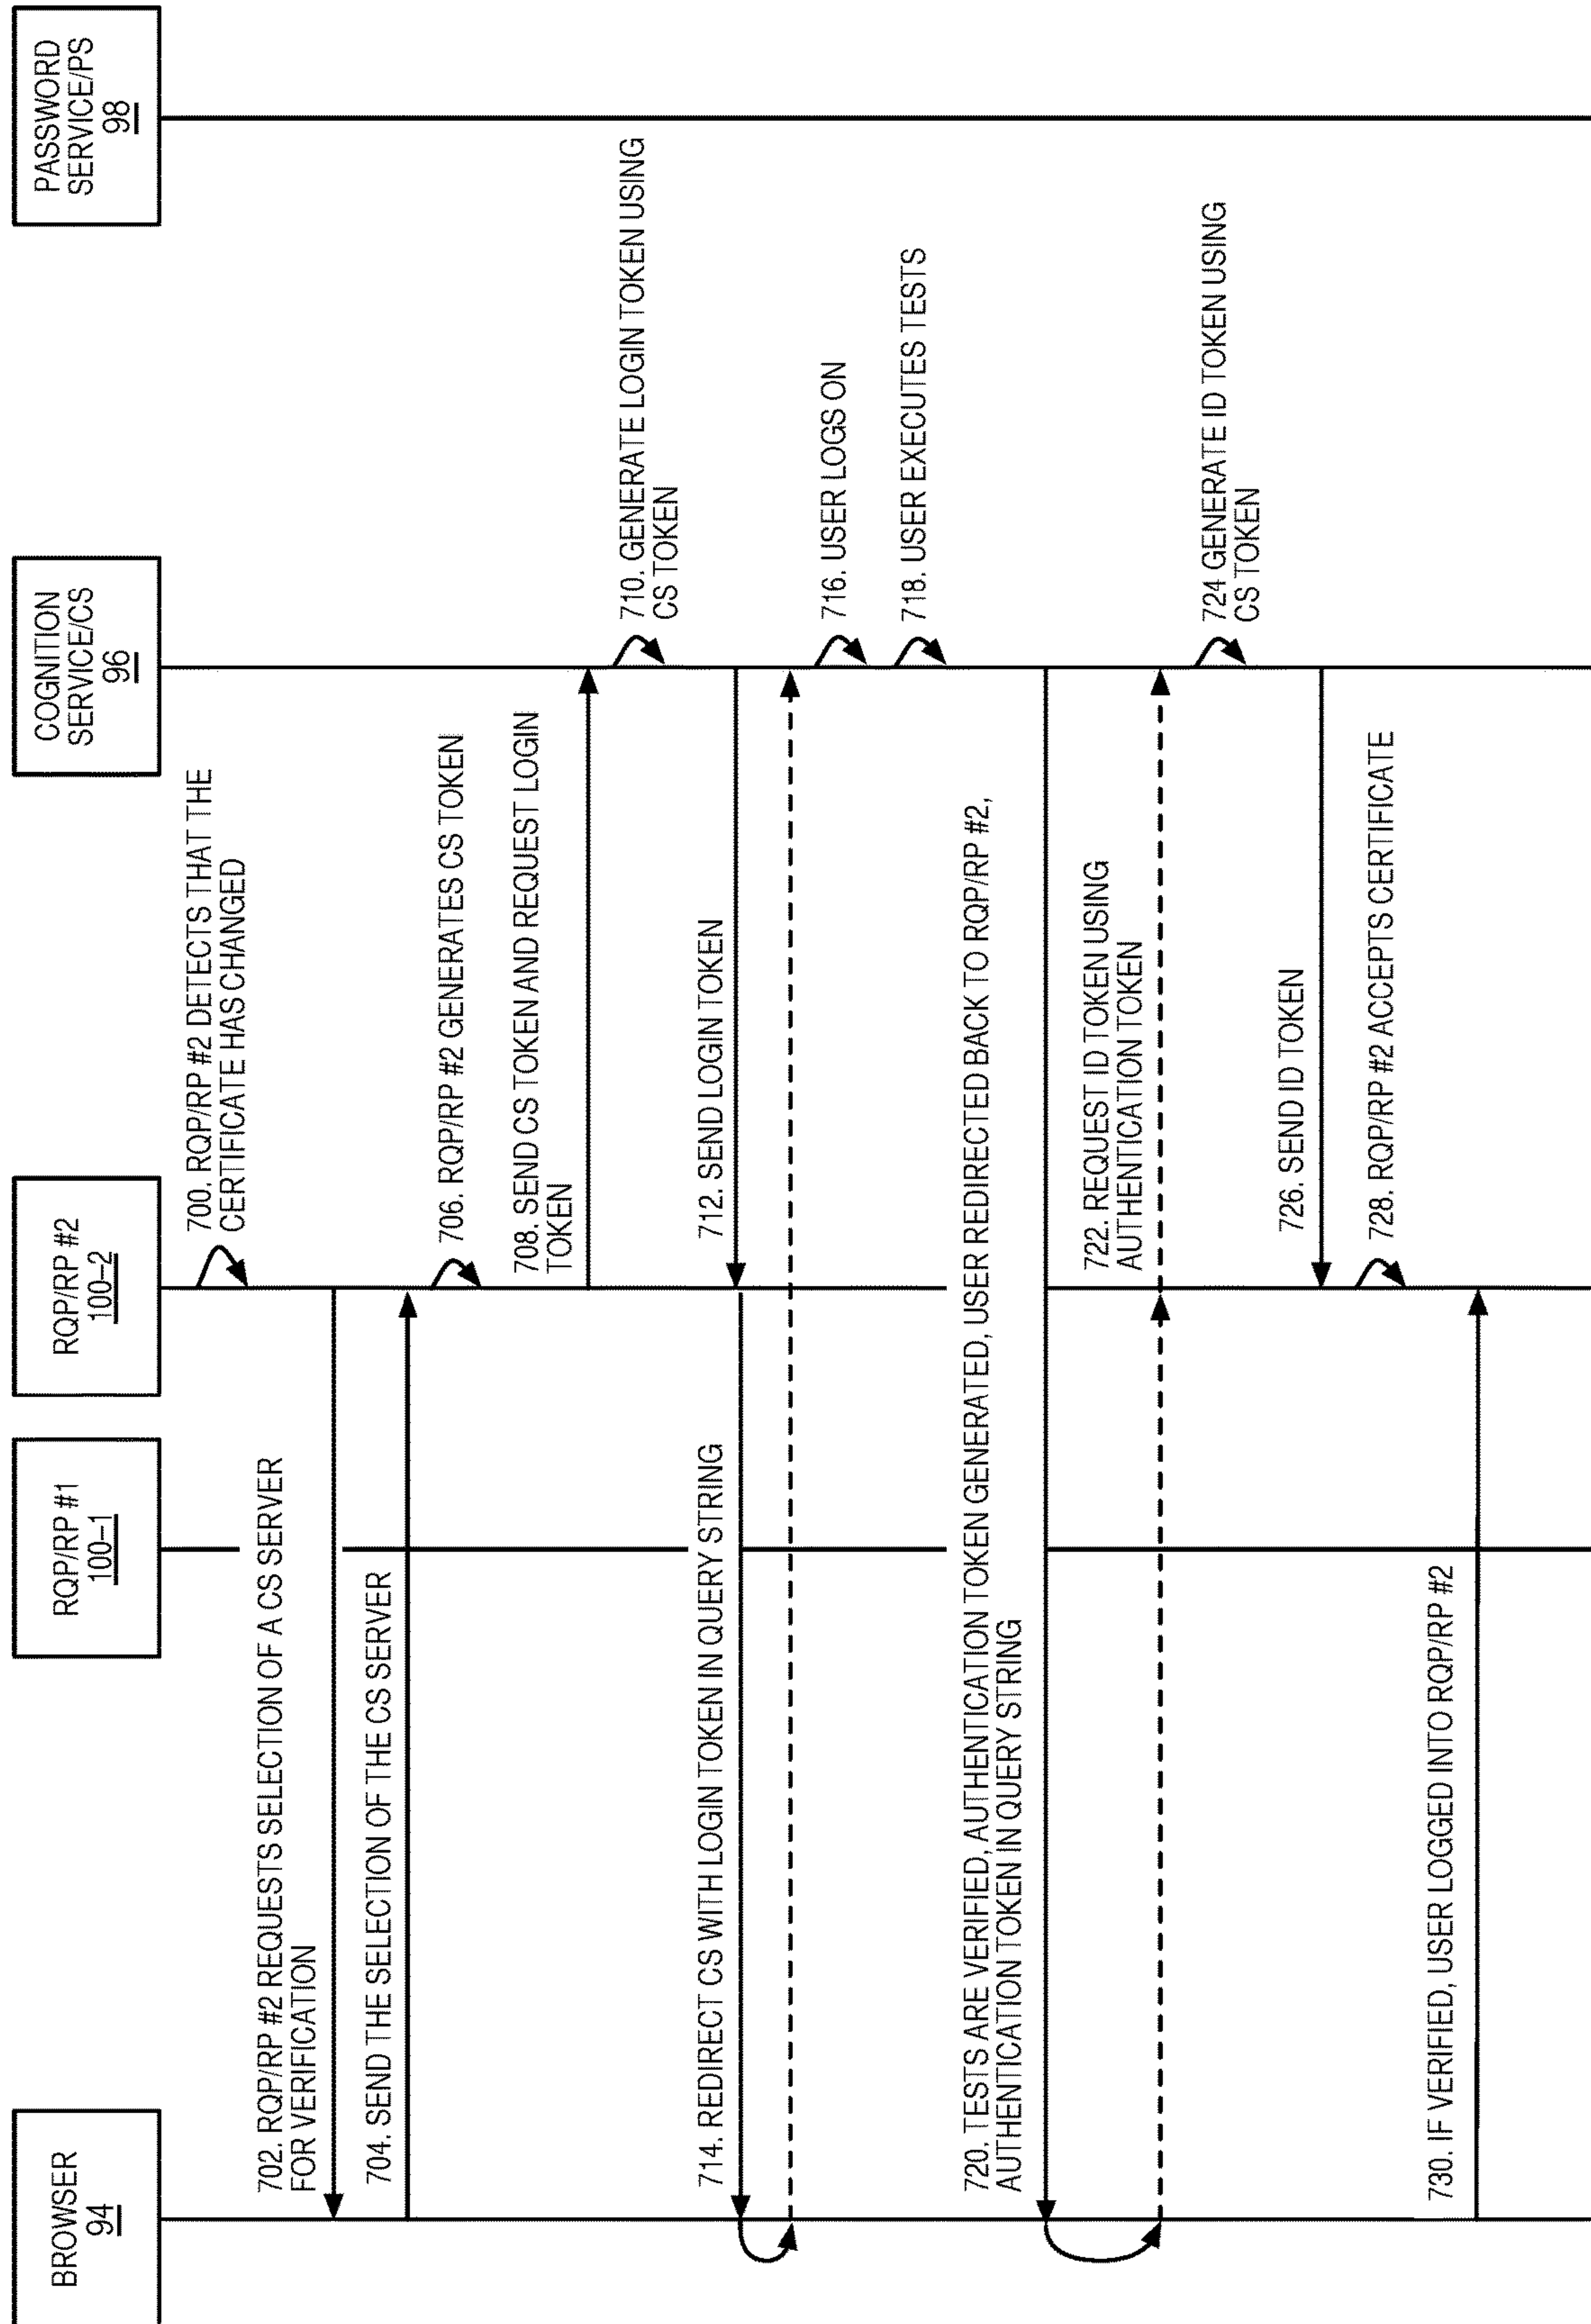 BROWSER
94
RQP/RP #1
100–1
RQP/RP #2
100–2
COGNITION
SERVICE/CS
96
PASSWORD
SERVICE/PS
98
700. RQP/RP #2 DETECTS THAT THE
CERTIFICATE HAS CHANGED
702. RQP/RP #2 REQUESTS SELECTION OF A CS SERVER
FOR VERIFICATION
704. SEND THE SELECTION OF THE CS SERVER
706. RQP/RP #2 GENERATES CS TOKEN
708. SEND CS TOKEN AND REQUEST LOGIN
TOKEN
710. GENERATE LOGIN TOKEN USING
CS TOKEN
712. SEND LOGIN TOKEN
714. REDIRECT CS WITH LOGIN TOKEN IN QUERY STRING
716. USER LOGS ON
718. USER EXECUTES TESTS
720. TESTS ARE VERIFIED, AUTHENTICATION TOKEN GENERATED, USER REDIRECTED BACK TO RQP/RP #2,
AUTHENTICATION TOKEN IN QUERY STRING
722. REQUEST ID TOKEN USING
AUTHENTICATION TOKEN
724 GENERATE ID TOKEN USING
CS TOKEN
726. SEND ID TOKEN
728. RQP/RP #2 ACCEPTS CERTIFICATE
730. IF VERIFIED, USER LOGGED INTO RQP/RP #2